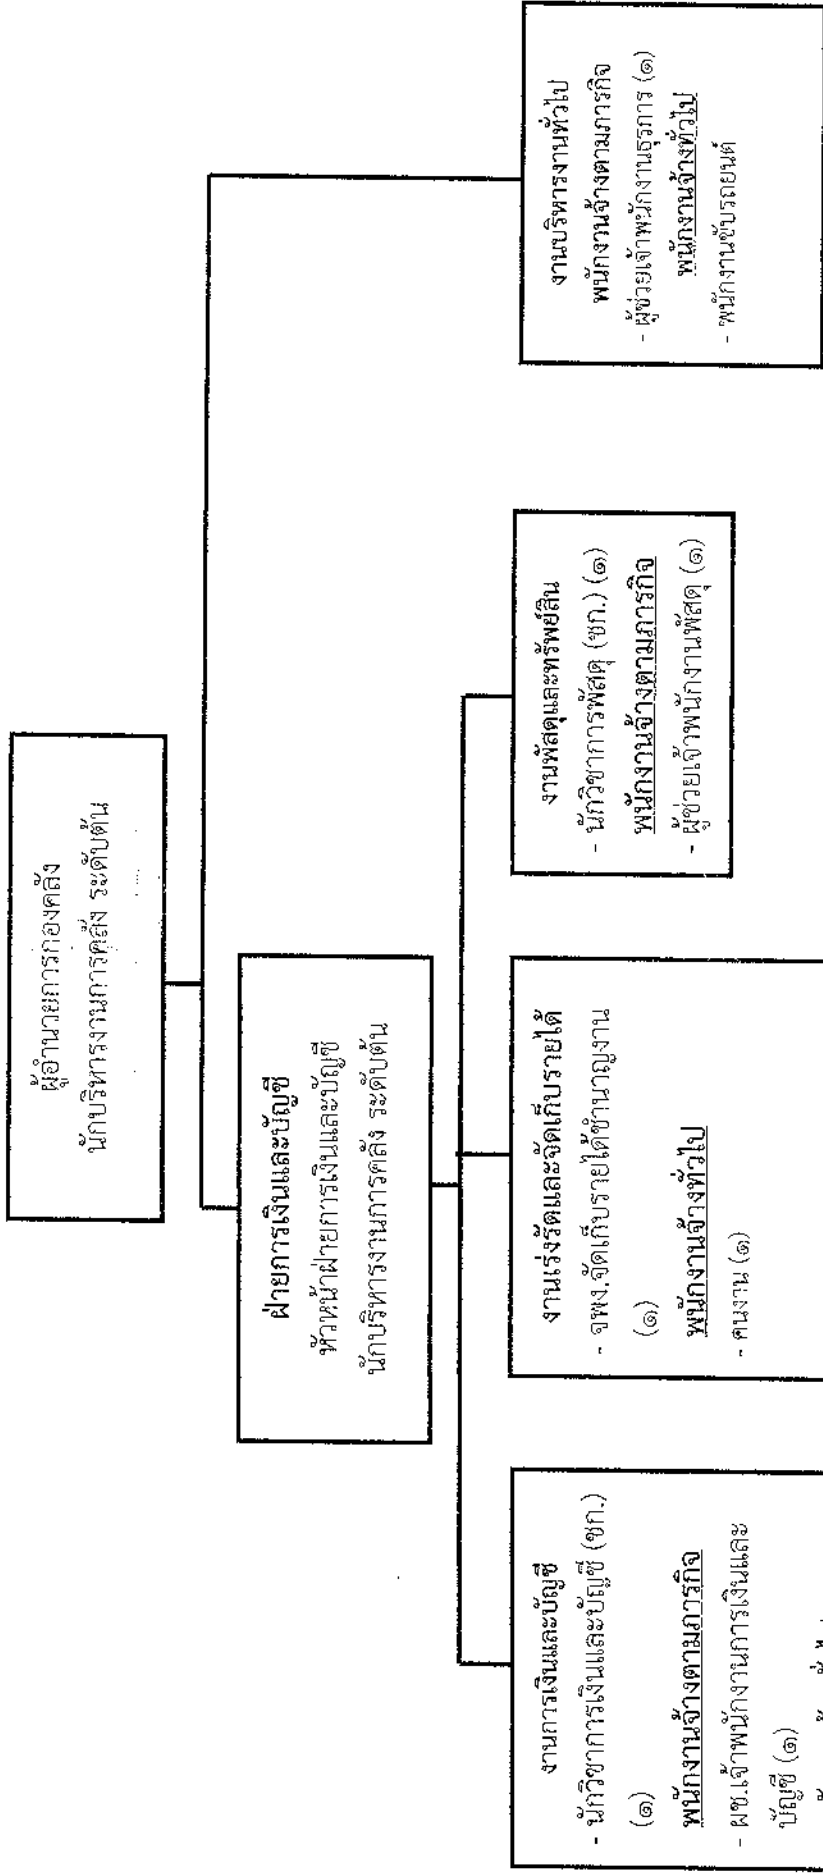 ผู้อำนวยการกองคลัง
นักบริหารงานการคลัง ระดับต้น
ฝ่ายการเงินและบัญชี
หัวหน้าฝ่ายการเงินและบัญชี
นักบริหารงานการคลัง ระดับต้น
งานการเงินและบัญชี
- นักวิชาการเงินและบัญชี (ชก.)
(๑)
พนักงานจ้างตามภารกิจ
- ผช.เจ้าพนักงานการเงินและ
บัญชี (๑)
งานเร่งรัดและจัดเก็บรายได้
- จพง.จัดเก็บรายได้ชำนาญงาน
(๑)
พนักงานจ้างทั่วไป
- คนงาน (๑)
งานพัสดุและทรัพย์สิน
- นักวิชาการพัสดุ (ชก.) (๑)
พนักงานจ้างตามภารกิจ
- ผู้ช่วยเจ้าพนักงานพัสดุ (๑)
งานบริหารงานทั่วไป
พนักงานจ้างตามภารกิจ
- ผู้ช่วยเจ้าพนักงานธุรการ (๑)
พนักงานจ้างทั่วไป
- พนักงานขับรถยนต์